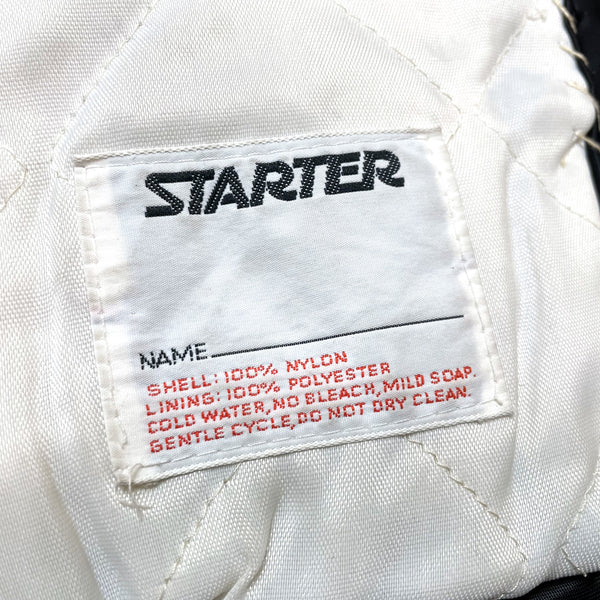 STARTER
NAME
SHELL: 100% NYLON
LINING: 100% POLYESTER
COLD WATER, NO BLEACH, MILD SOAP.
GENTLE CYCLE, DO NOT DRY CLEAN.